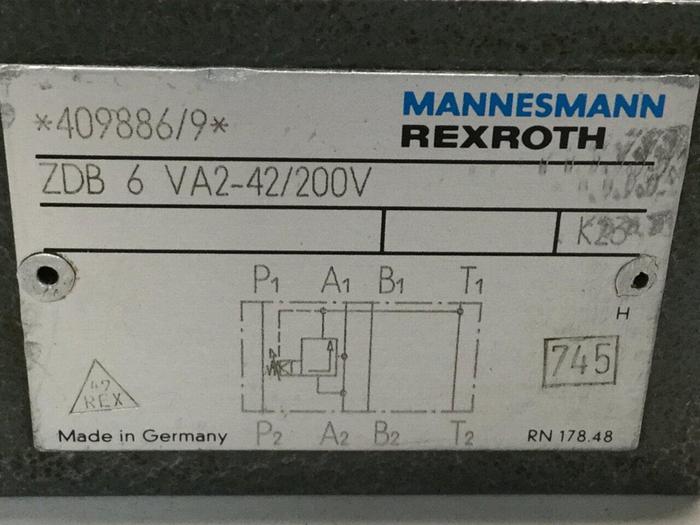 *409886/9*
MANNESMANN
REXROTH
ZDB 6 VA2-42/200V
P1 A1 B1 T1
H
745
47
REX
Made in Germany
P2 A2 B2 T2
RN 178.48